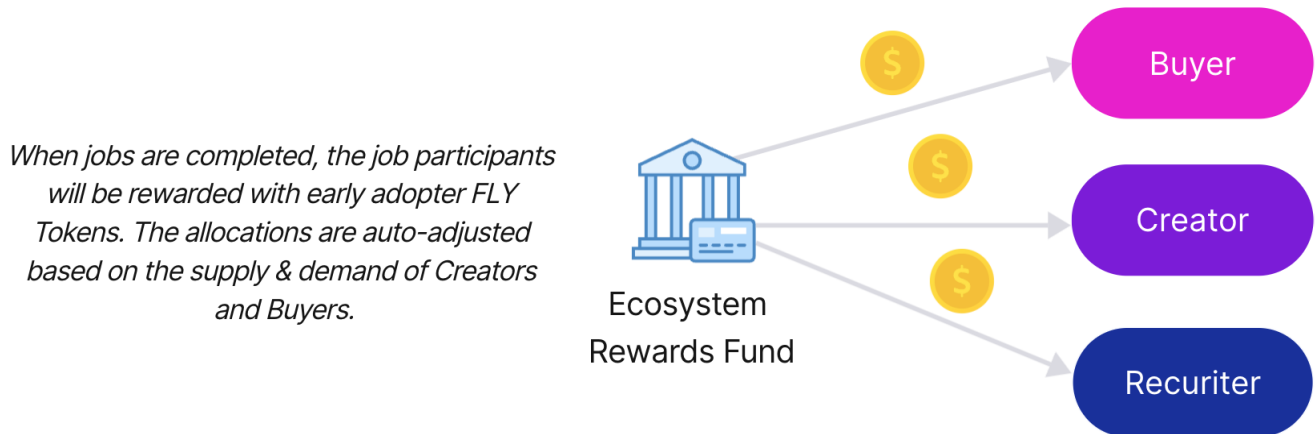 When jobs are completed, the job participants
will be rewarded with early adopter FLY
Tokens. The allocations are auto-adjusted
based on the supply & demand of Creators
and Buyers.
$
$
$
Ecosystem
Rewards Fund
Buyer
Creator
Recuriter